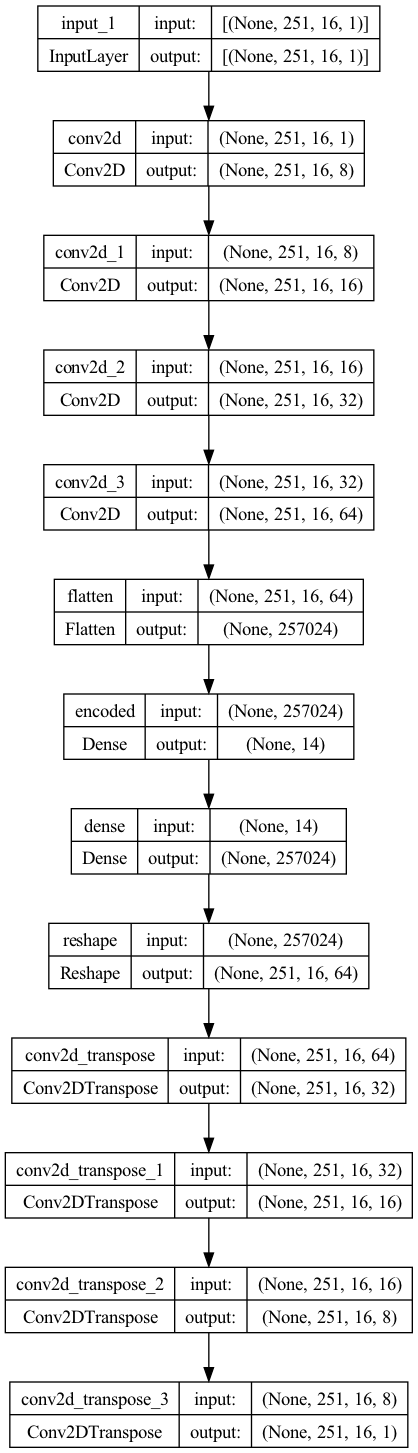 input_1 input: [(None, 251, 16, 1)]
InputLayer output: [(None, 251, 16, 1)]
conv2d input: (None, 251, 16, 1)
Conv2D output: (None, 251, 16, 8)
conv2d_1 input: (None, 251, 16, 8)
Conv2D output: (None, 251, 16, 16)
conv2d_2 input: (None, 251, 16, 16)
Conv2D output: (None, 251, 16, 32)
conv2d_3 input: (None, 251, 16, 32)
Conv2D output: (None, 251, 16, 64)
flatten input: (None, 251, 16, 64)
Flatten output: (None, 257024)
encoded input: (None, 257024)
Dense output: (None, 14)
dense input: (None, 14)
Dense output: (None, 257024)
reshape input: (None, 257024)
Reshape output: (None, 251, 16, 64)
conv2d_transpose input: (None, 251, 16, 64)
Conv2DTranspose output: (None, 251, 16, 32)
conv2d_transpose_1 input: (None, 251, 16, 32)
Conv2DTranspose output: (None, 251, 16, 16)
conv2d_transpose_2 input: (None, 251, 16, 16)
Conv2DTranspose output: (None, 251, 16, 8)
conv2d_transpose_3 input: (None, 251, 16, 8)
Conv2DTranspose output: (None, 251, 16, 1)